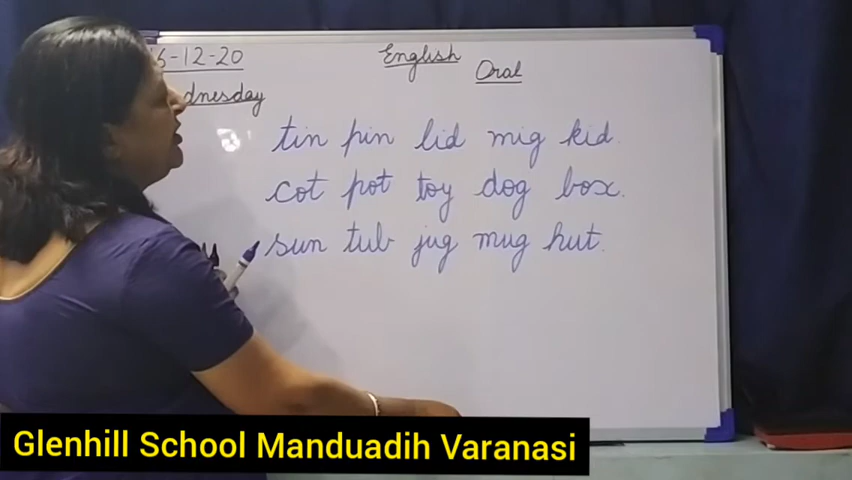 6-12-20 English
Oral
dnesday
tin pin lid mig kid.
cot pot toy dog box.
sun tub jug mug hut.
Glenhill School Manduadih Varanasi